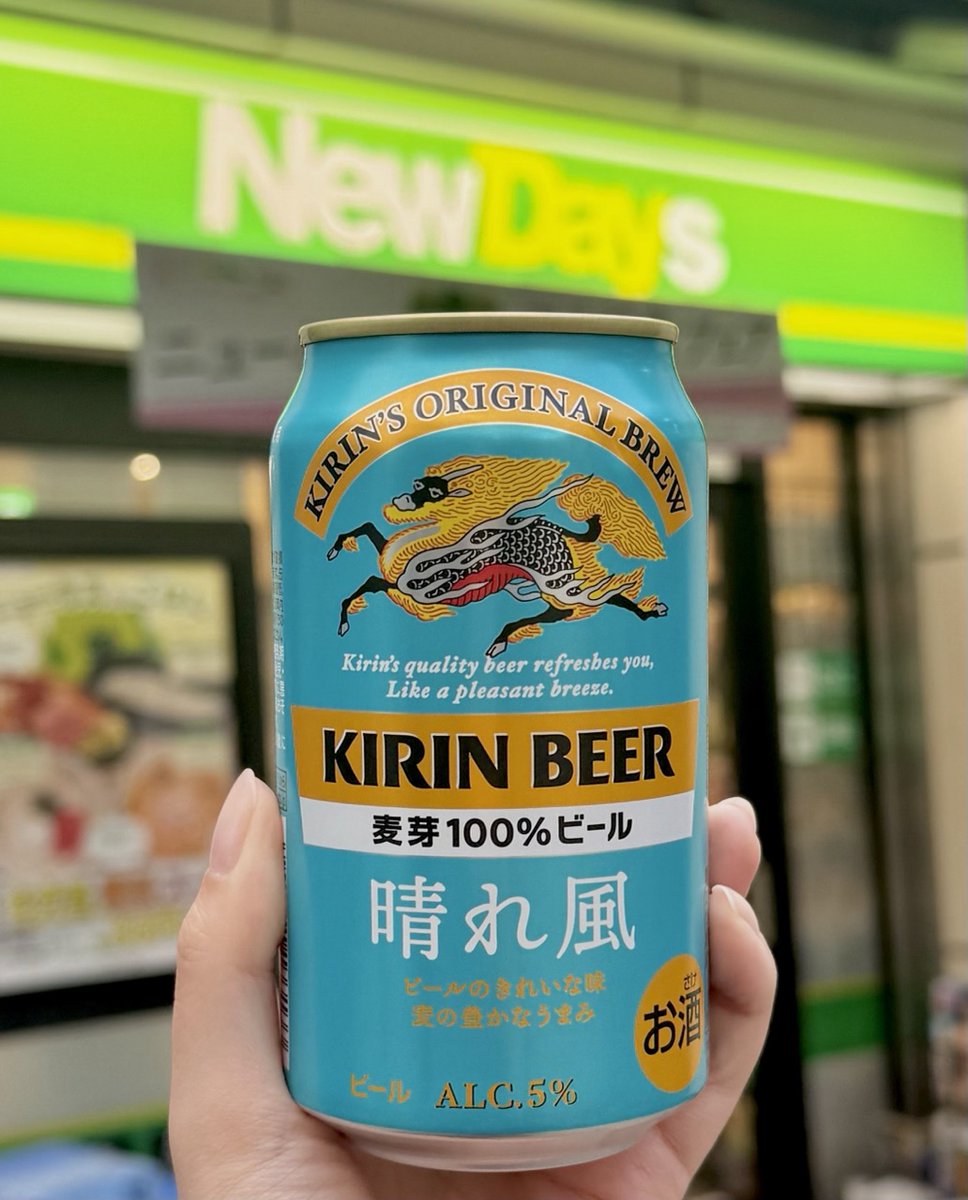 NewDays
KIRIN'S ORIGINAL BREW
Kirin's quality beer refreshes you,
Like a pleasant breeze.
KIRIN BEER
麦芽100%ビール
晴れ風
ビールのきれいな味
麦の豊かなうまみ
さけ
お酒
ビール ALC.5%